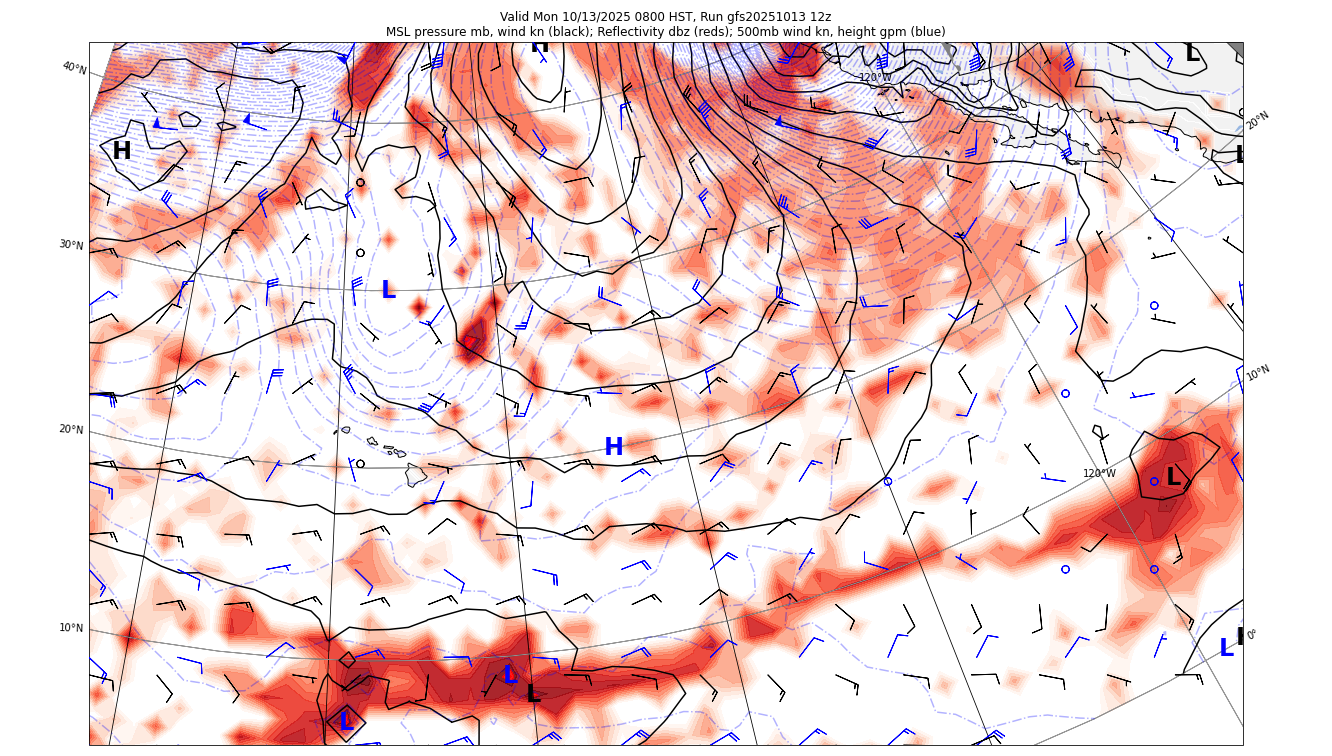 Valid Mon 10/13/2025 0800 HST, Run gfs20251013 12z
MSL pressure mb, wind kn (black); Reflectivity dbz (reds); 500mb wind kn, height gpm (blue)
H
L
40°N
120°W
20°N
H
L
30°N
L
10°N
20°N
H
120°W
L
10°N
0°
L
L
L
L